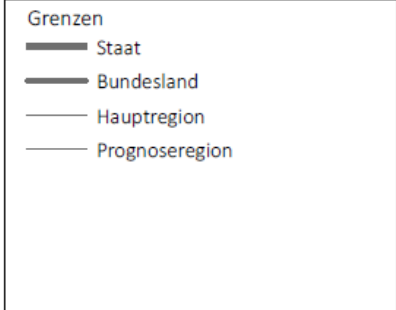 Grenzen
Staat
Bundesland
Hauptregion
Prognoseregion